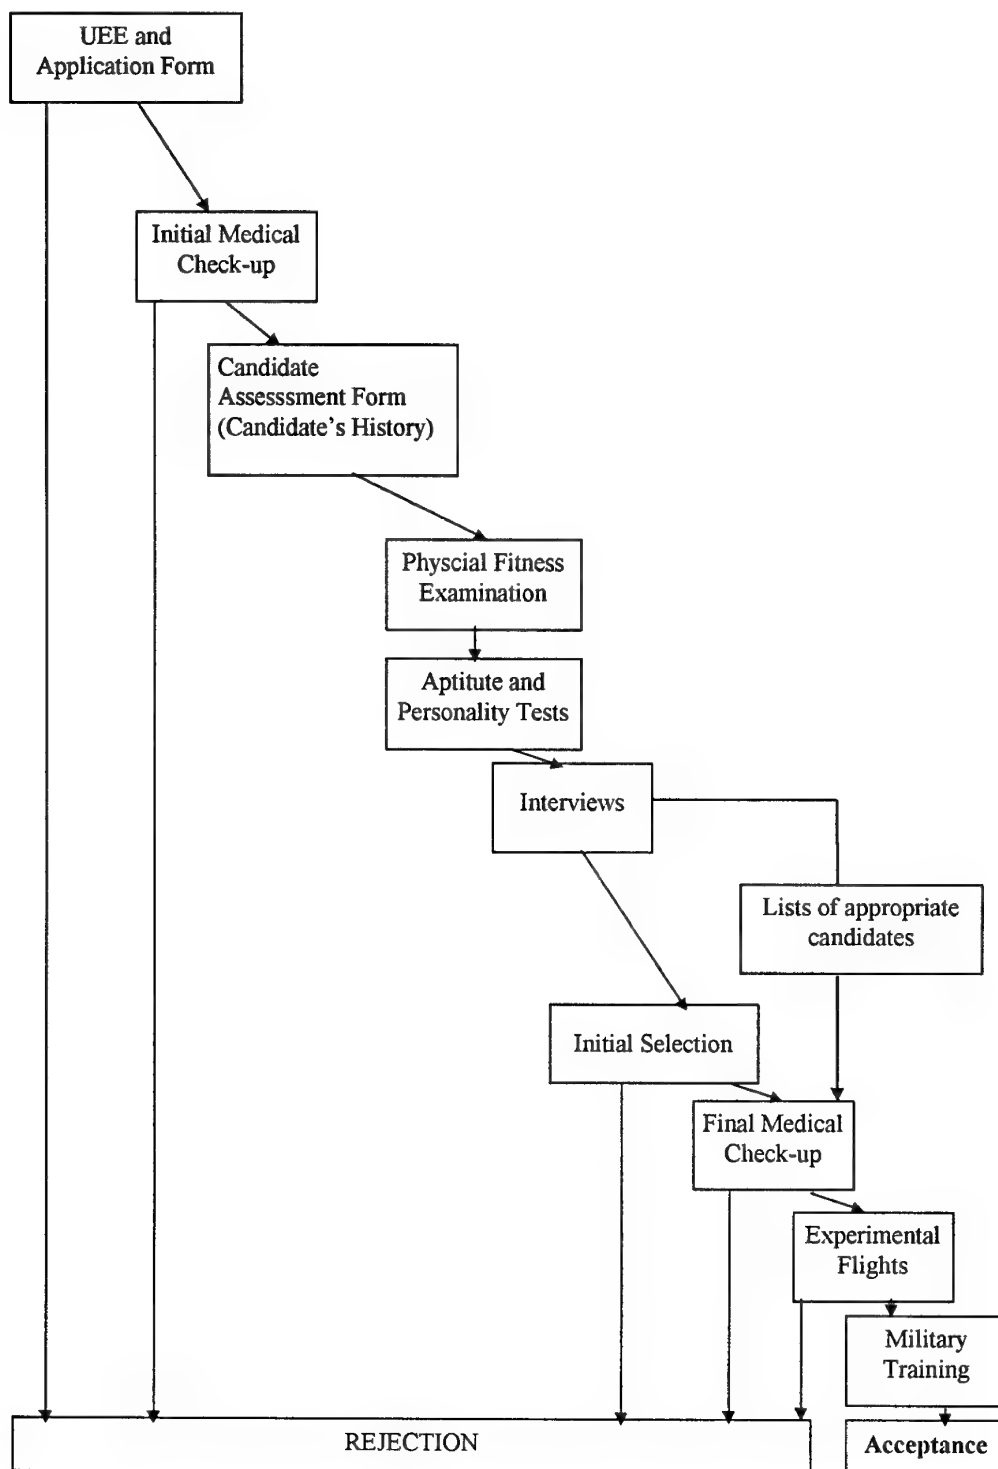 UEE and
Application Form
Initial Medical
Check-up
Candidate
Assesssment Form
(Candidate's History)
Physcial Fitness
Examination
Aptitute and
Personality Tests
Interviews
Lists of appropriate
candidates
Initial Selection
Final Medical
Check-up
Experimental
Flights
Military
Training
REJECTION
Acceptance